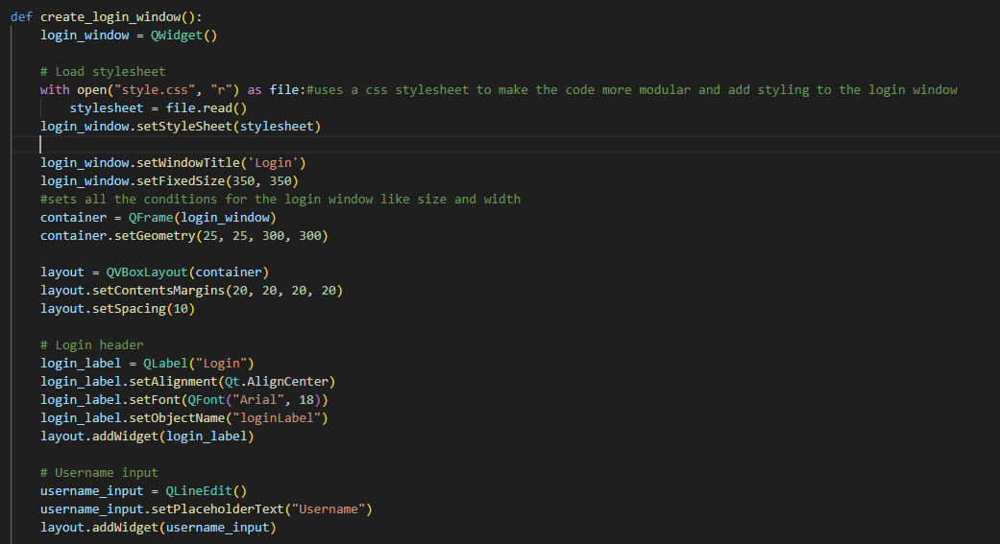 def create_login_window():
    login_window = QWidget()

    # Load stylesheet
    with open("style.css", "r") as file:#uses a css stylesheet to make the code more modular and add styling to the login window
        stylesheet = file.read()
    login_window.setStyleSheet(stylesheet)

    login_window.setWindowTitle('Login')
    login_window.setFixedSize(350, 350)
    #sets all the conditions for the login window like size and width
    container = QFrame(login_window)
    container.setGeometry(25, 25, 300, 300)

    layout = QVBoxLayout(container)
    layout.setContentsMargins(20, 20, 20, 20)
    layout.setSpacing(10)

    # Login header
    login_label = QLabel("Login")
    login_label.setAlignment(Qt.AlignCenter)
    login_label.setFont(QFont("Arial", 18))
    login_label.setObjectName("loginLabel")
    layout.addWidget(login_label)

    # Username input
    username_input = QLineEdit()
    username_input.setPlaceholderText("Username")
    layout.addWidget(username_input)